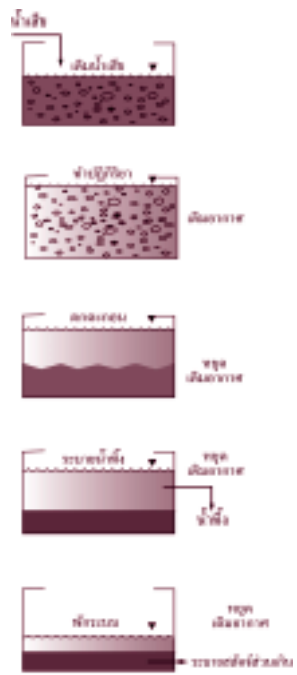 น้ำเสีย
เติมน้ำเสีย
ทำปฏิกิริยา
เติมอากาศ
ตกตะกอน
หยุด
เติมอากาศ
ระบายน้ำทิ้ง
หยุด
เติมอากาศ
น้ำทิ้ง
พักระบบ
หยุด
เติมอากาศ
ระบายสลัดจ์ส่วนเกิน